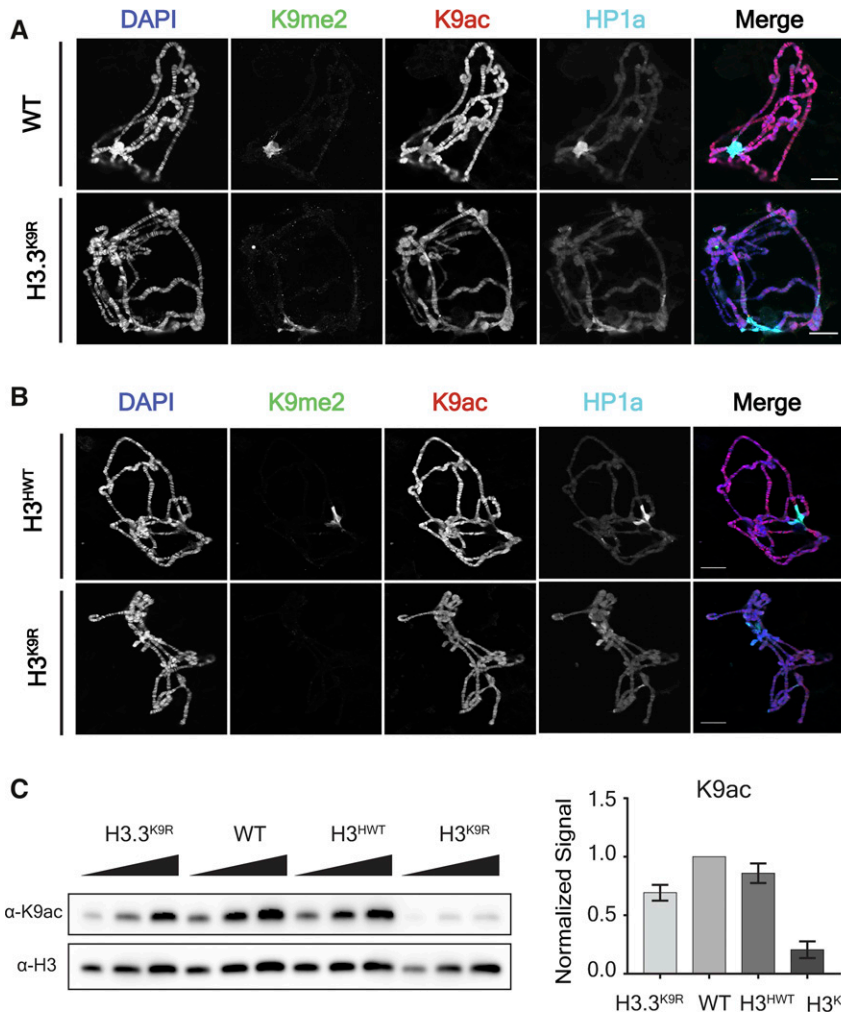 A
DAPI K9me2 K9ac HP1a Merge
WT
H3.3K9R
B
DAPI K9me2 K9ac HP1a Merge
H3HWT
H3K9R
C
H3.3K9R WT H3HWT H3K9R
α-K9ac
α-H3
K9ac
Normalized Signal
1.5
1.0
0.5
0.0
H3.3K9R WT H3HWT H3K